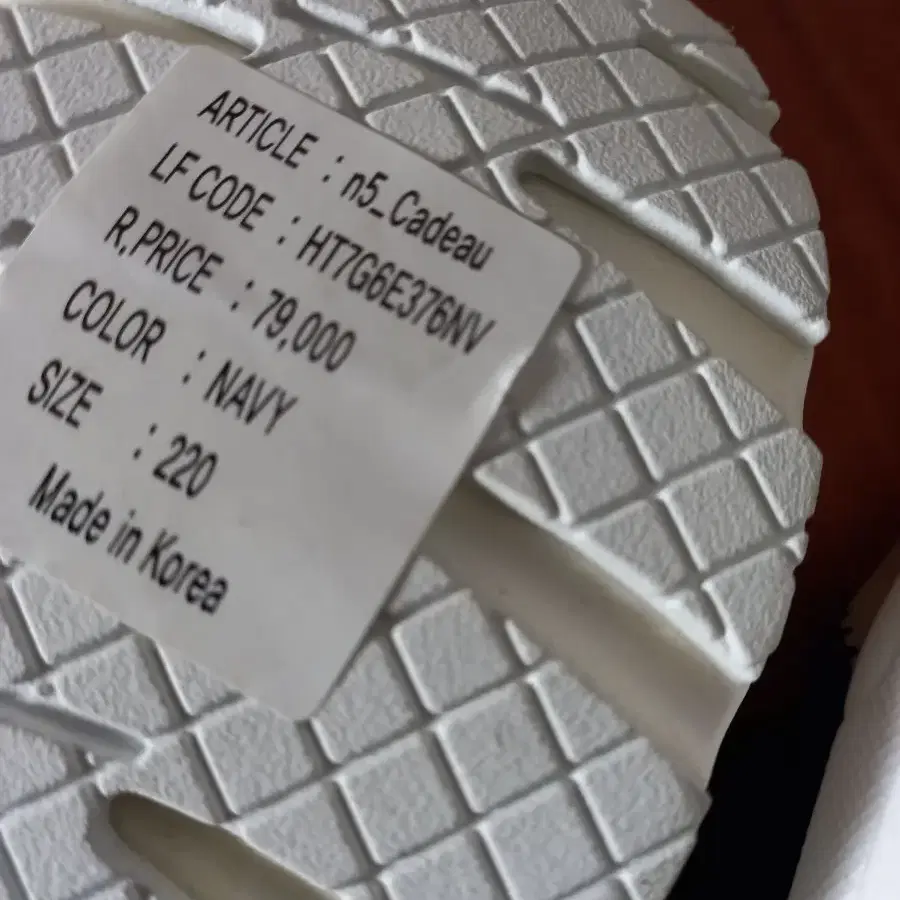 ARTICLE : n5_Cadeau
LF CODE : HT7G6E376NV
R.PRICE : 79,000
COLOR : NAVY
SIZE : 220
Made in Korea